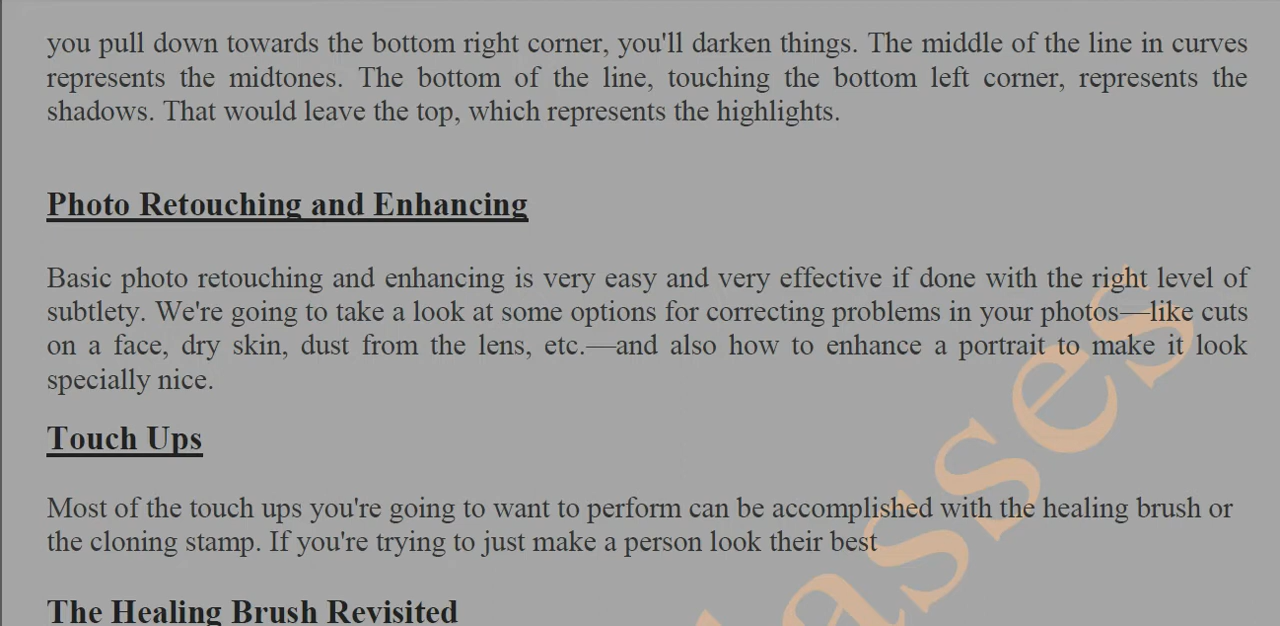 you pull down towards the bottom right corner, you'll darken things. The middle of the line in curves
represents the midtones. The bottom of the line, touching the bottom left corner, represents the
shadows. That would leave the top, which represents the highlights.
Photo Retouching and Enhancing
Basic photo retouching and enhancing is very easy and very effective if done with the right level of
subtlety. We're going to take a look at some options for correcting problems in your photos—like cuts
on a face, dry skin, dust from the lens, etc.—and also how to enhance a portrait to make it look
specially nice.
Touch Ups
Most of the touch ups you're going to want to perform can be accomplished with the healing brush or
the cloning stamp. If you're trying to just make a person look their best
The Healing Brush Revisited